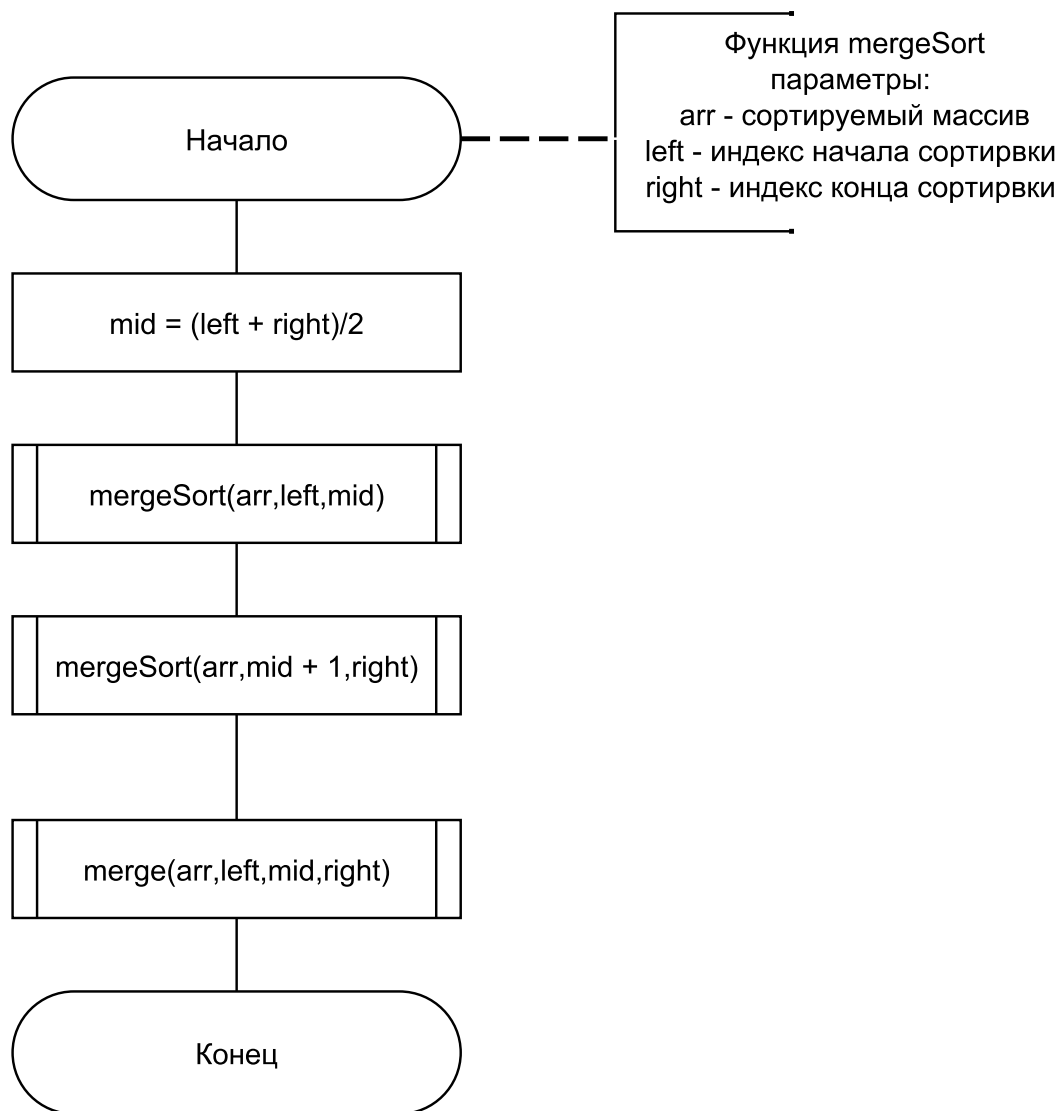 Начало
Функция mergeSort
параметры:
arr - сортируемый массив
left - индекс начала сортирвки
right - индекс конца сортирвки
mid = (left + right)/2
mergeSort(arr,left,mid)
mergeSort(arr,mid + 1,right)
merge(arr,left,mid,right)
Конец